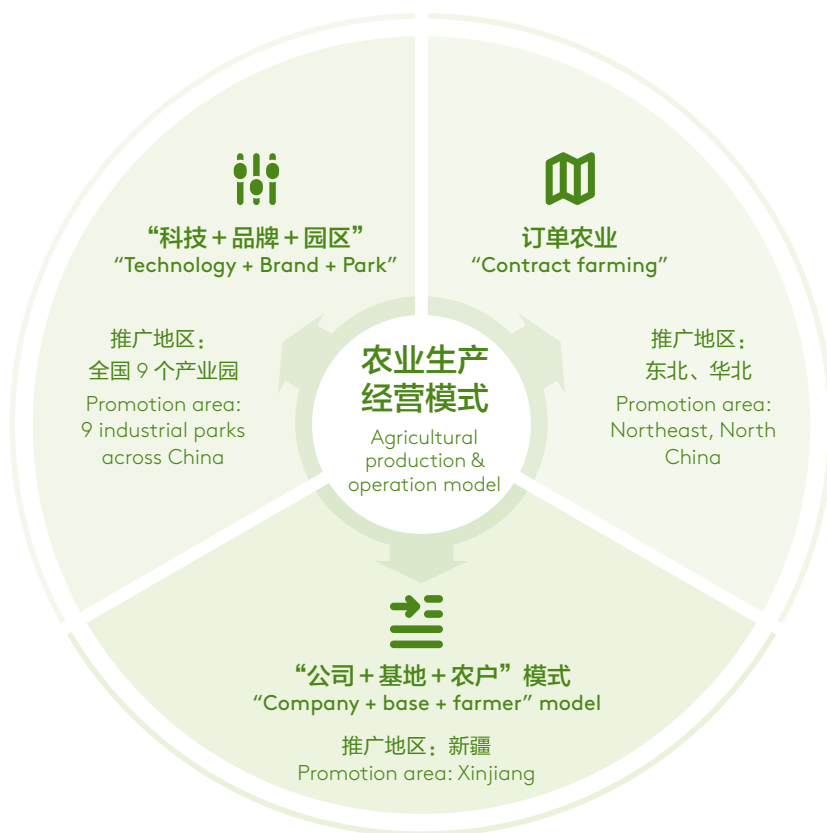 “科技+品牌+园区”
“Technology + Brand + Park”
推广地区：
全国 9 个产业园
Promotion area:
9 industrial parks
across China
订单农业
“Contract farming”
推广地区：
东北、华北
Promotion area:
Northeast, North
China
农业生产
经营模式
Agricultural
production &
operation model
“公司+基地+农户”模式
“Company + base + farmer” model
推广地区：新疆
Promotion area: Xinjiang